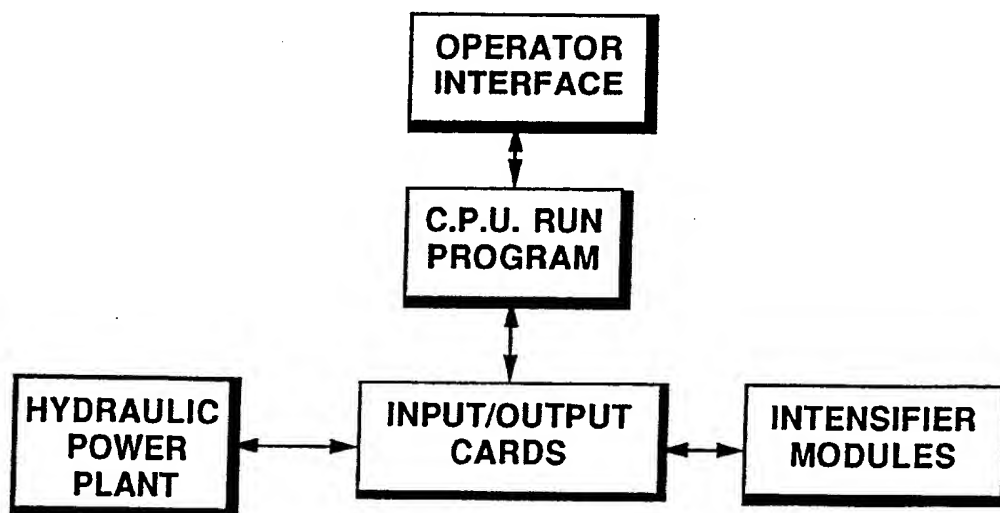 OPERATOR
INTERFACE
C.P.U. RUN
PROGRAM
HYDRAULIC
POWER
PLANT
INPUT/OUTPUT
CARDS
INTENSIFIER
MODULES